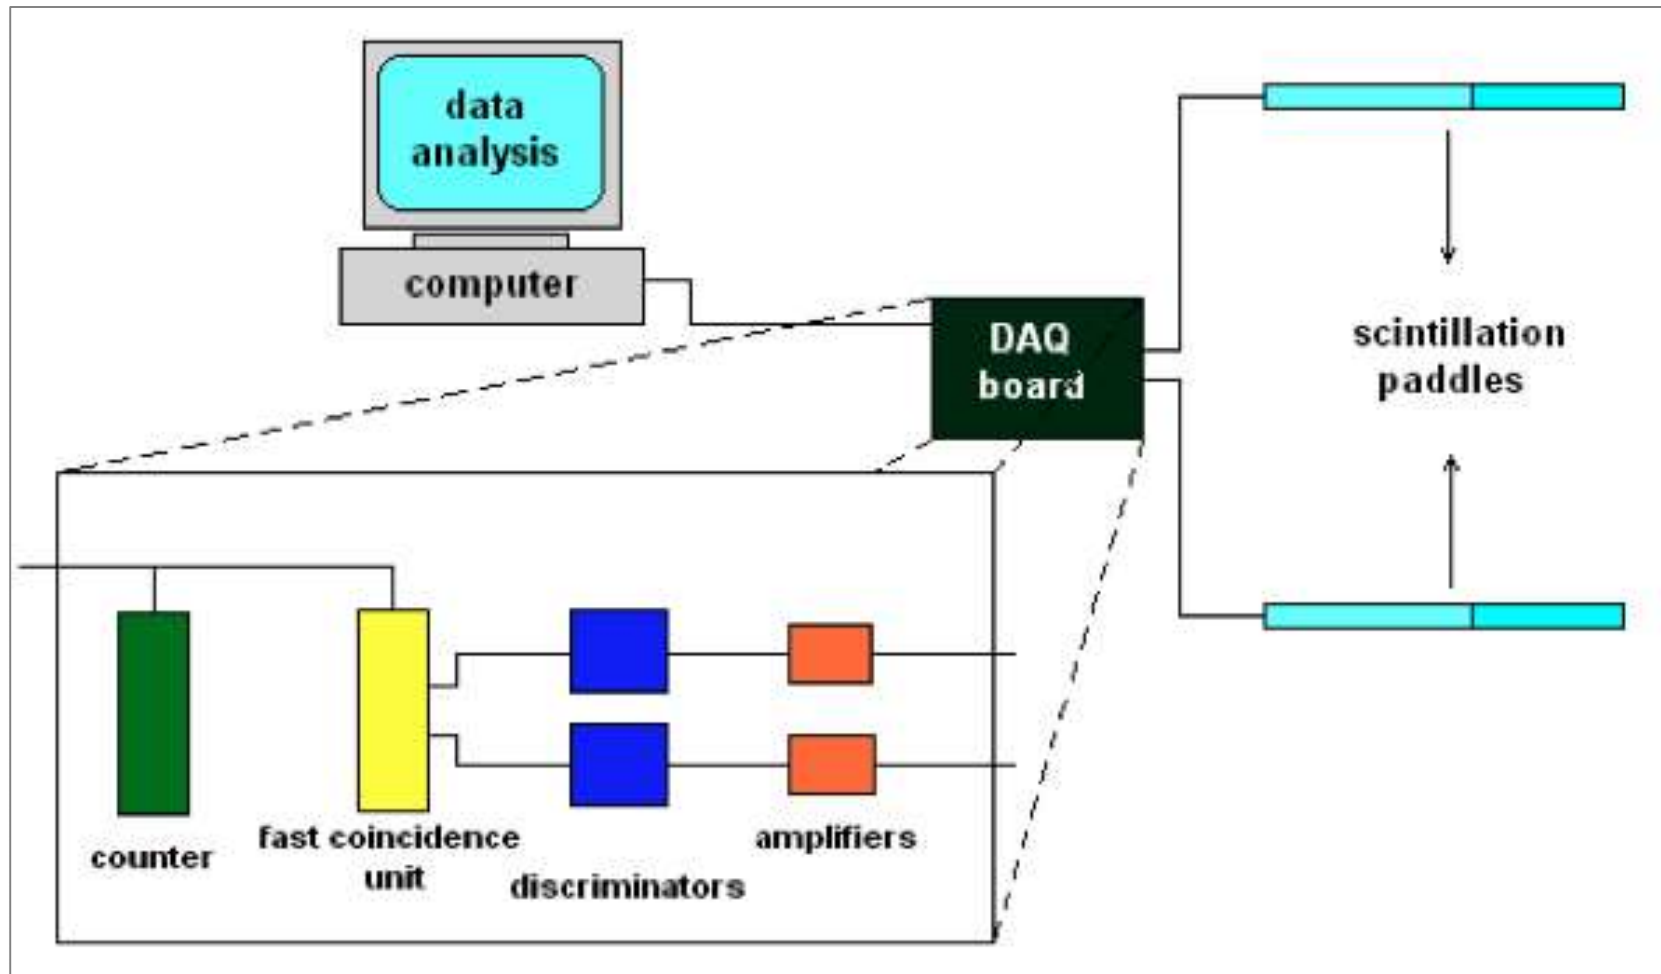 data
analysis
computer
DAQ
board
scintillation
paddles
counter
fast coincidence
unit
discriminators
amplifiers